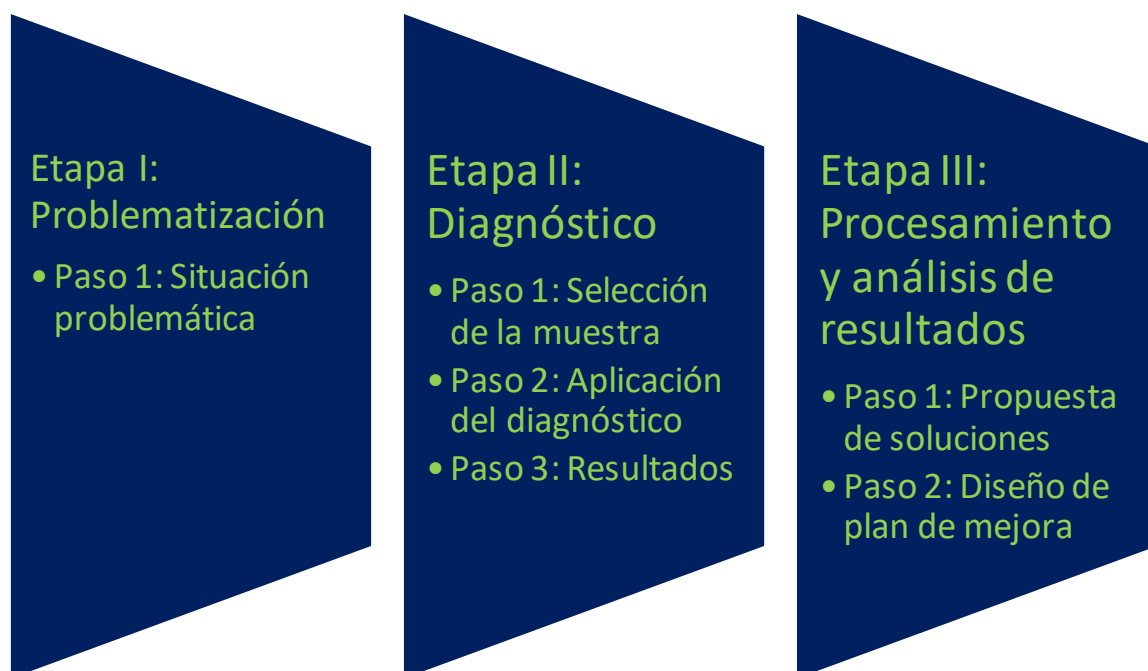 Etapa I:
Problematización
• Paso 1: Situación
problemática
Etapa II:
Diagnóstico
• Paso 1: Selección
de la muestra
• Paso 2: Aplicación
del diagnóstico
• Paso 3: Resultados
Etapa III:
Procesamiento
y análisis de
resultados
• Paso 1: Propuesta
de soluciones
• Paso 2: Diseño de
plan de mejora